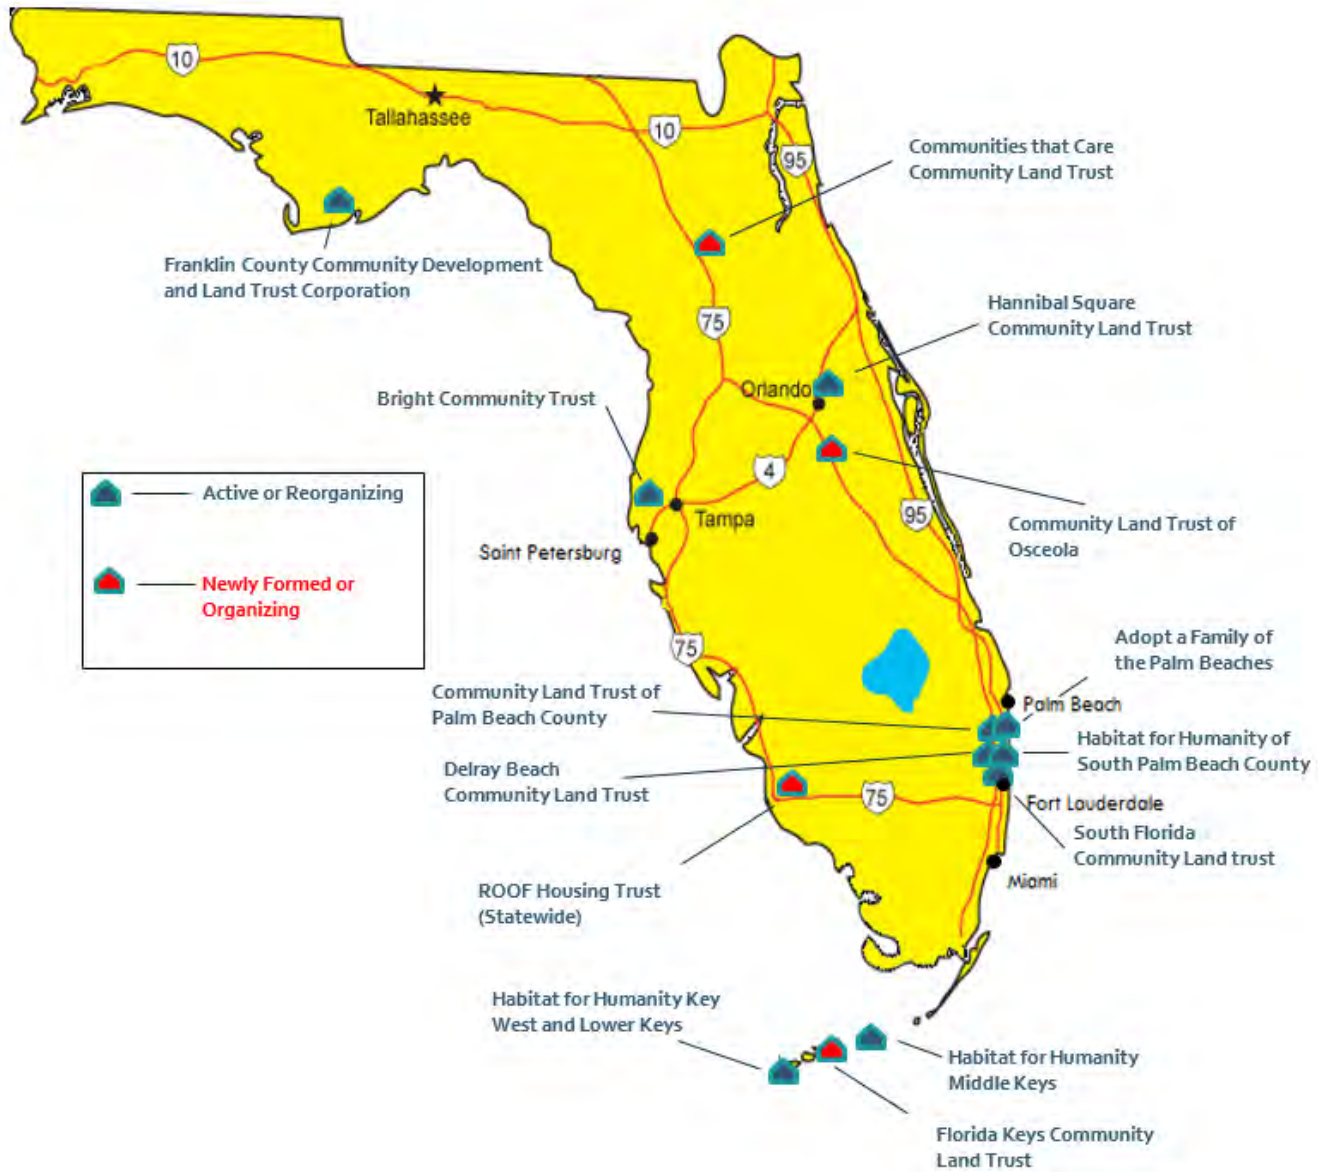 10
Tallahassee
10
95
Communities that Care
Community Land Trust
Franklin County Community Development
and Land Trust Corporation
75
Hannibal Square
Community Land Trust
Orlando
Bright Community Trust
4
Active or Reorganizing
Tampa
95
Community Land Trust of
Osceola
Saint Petersburg
Newly Formed or
Organizing
75
Adopt a Family of
the Palm Beaches
Community Land Trust of
Palm Beach County
Palm Beach
Habitat for Humanity of
South Palm Beach County
Delray Beach
Community Land Trust
75
Fort Lauderdale
South Florida
Community Land trust
Miami
ROOF Housing Trust
(Statewide)
Habitat for Humanity Key
West and Lower Keys
Habitat for Humanity
Middle Keys
Florida Keys Community
Land Trust